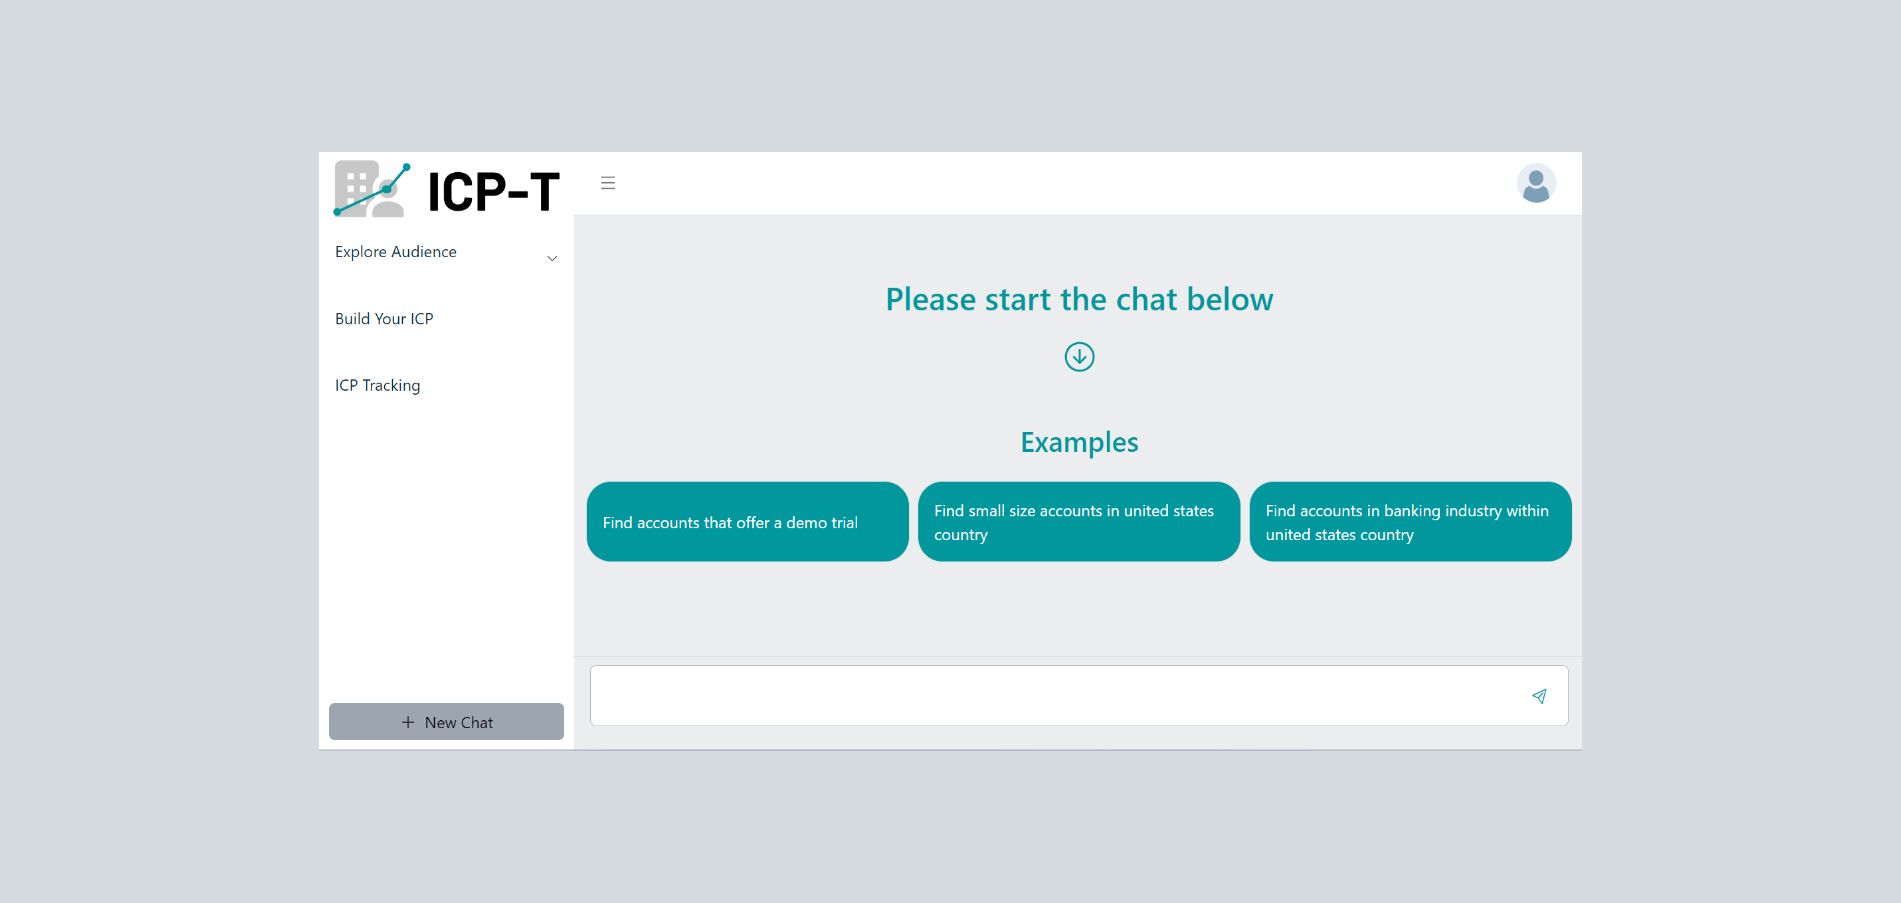 ICP-T
Explore Audience
Build Your ICP
ICP Tracking
New Chat
Please start the chat below
Examples
Find accounts that offer a demo trial
Find small size accounts in united states
country
Find accounts in banking industry within
united states country